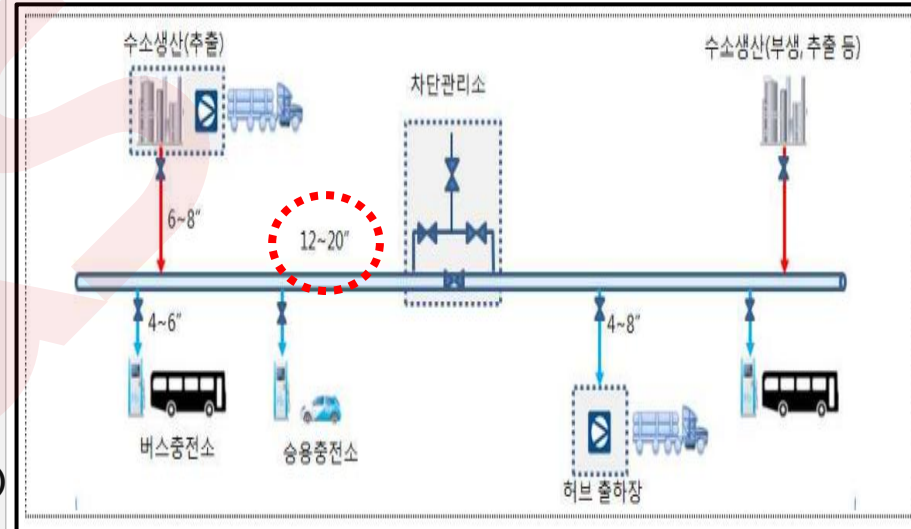 수소생산(추출)
수소생산(부생, 추출 등)
차단관리소
6~8"
12~20"
4~6"
4~8"
버스충전소
승용충전소
허브 출하장
)